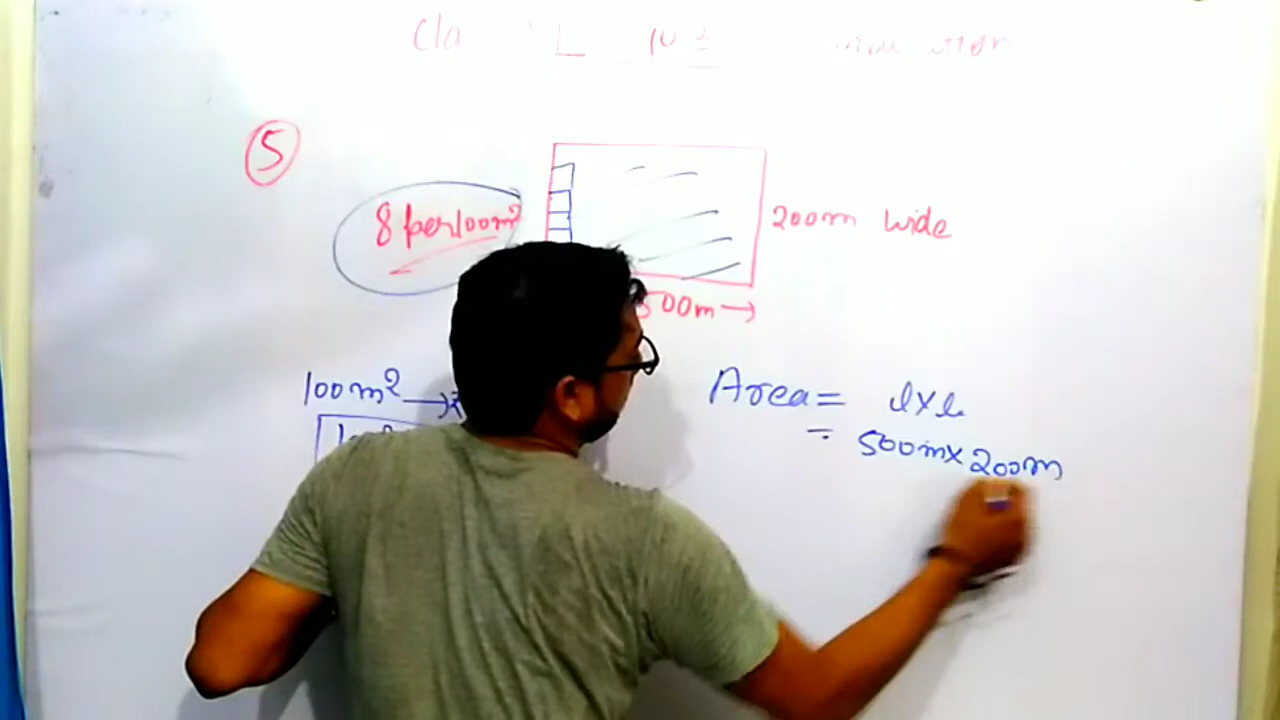 5
8 per 100m²
200m wide
500m →
100m² →
Area = l×b
= 500m× 200m